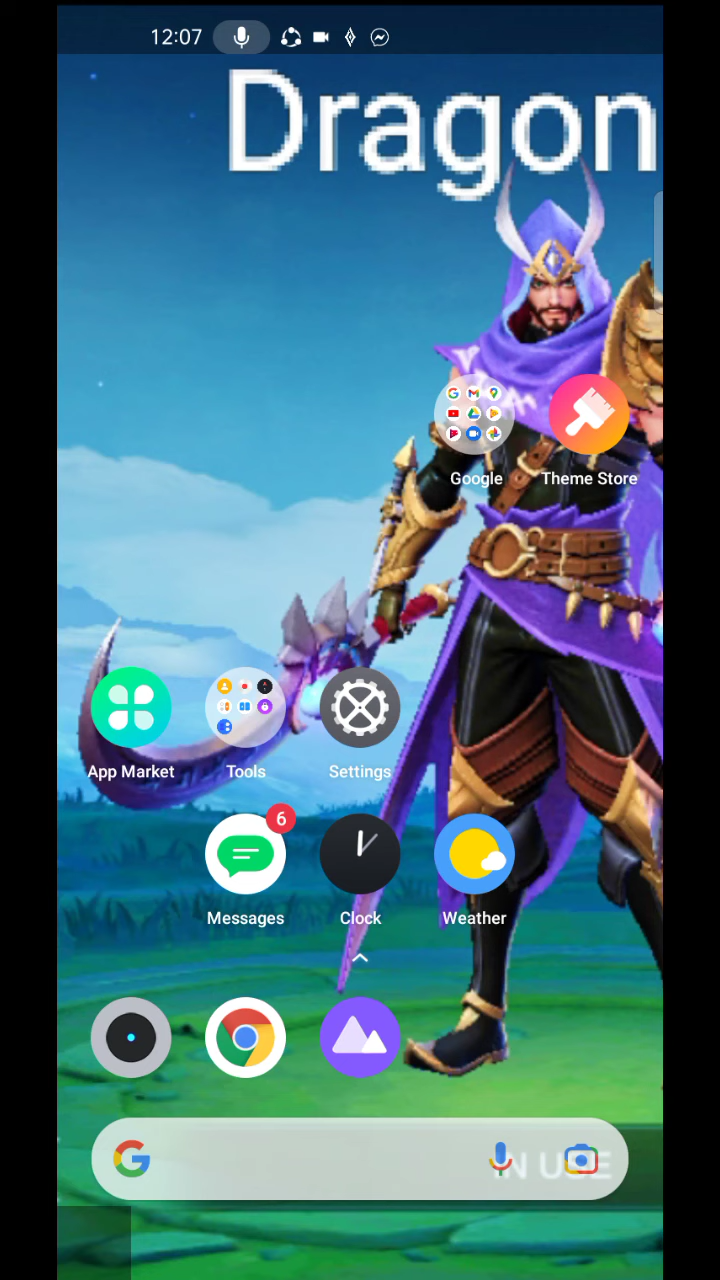 12:07
Dragon
Google
Theme Store
App Market
Tools
Settings
6
Messages
Clock
Weather
IN USE